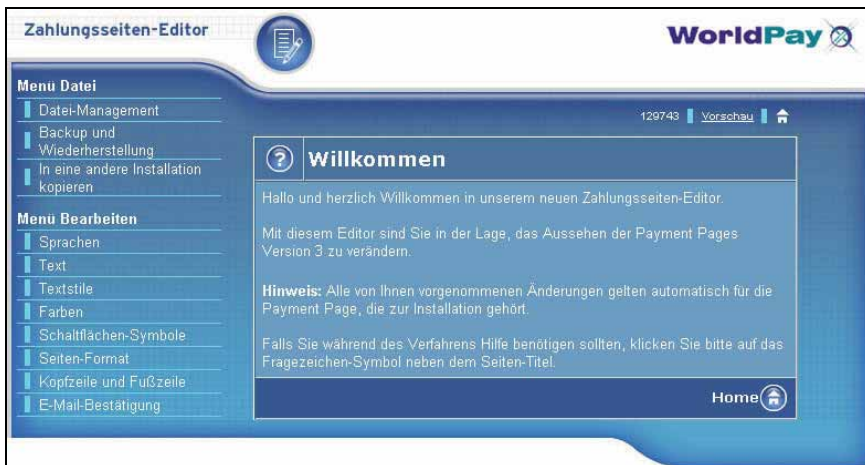 Zahlungsseiten-Editor
WorldPay
Menü Datei
Datei-Management
Backup und
Wiederherstellung
In eine andere Installation
kopieren
Menü Bearbeiten
Sprachen
Text
Textstile
Farben
Schaltflächen-Symbole
Seiten-Format
Kopfzeile und Fußzeile
E-Mail-Bestätigung
129743 Vorschau
? Willkommen
Hallo und herzlich Willkommen in unserem neuen Zahlungsseiten-Editor.
Mit diesem Editor sind Sie in der Lage, das Aussehen der Payment Pages
Version 3 zu verändern.
Hinweis: Alle von Ihnen vorgenommenen Änderungen gelten automatisch für die
Payment Page, die zur Installation gehört.
Falls Sie während des Verfahrens Hilfe benötigen sollten, klicken Sie bitte auf das
Fragezeichen-Symbol neben dem Seiten-Titel.
Home